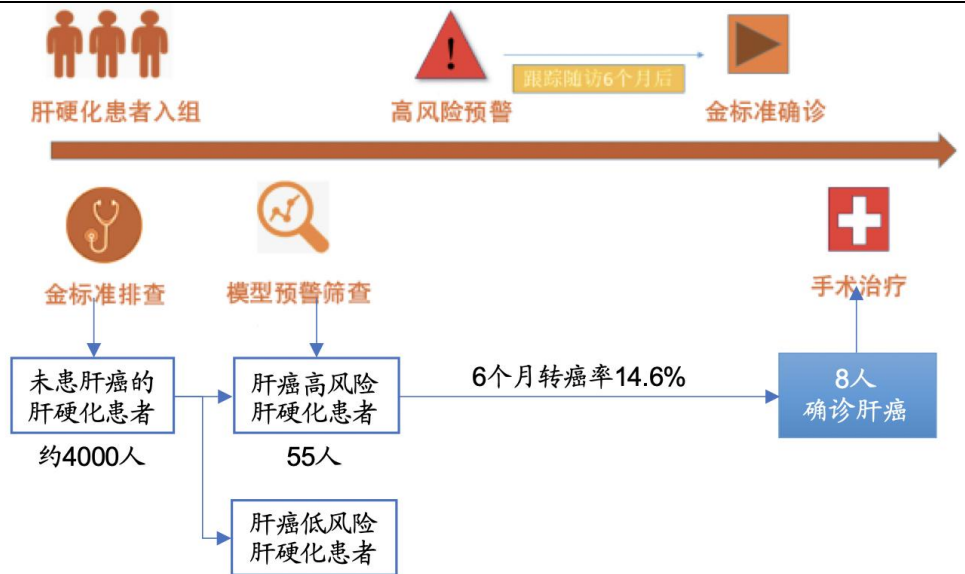 跟踪随访6个月后
肝硬化患者入组
高风险预警
金标准确诊
金标准排查
模型预警筛查
手术治疗
未患肝癌的
肝硬化患者
约4000人
肝癌高风险
肝硬化患者
55人
6个月转癌率14.6%
8人
确诊肝癌
肝癌低风险
肝硬化患者